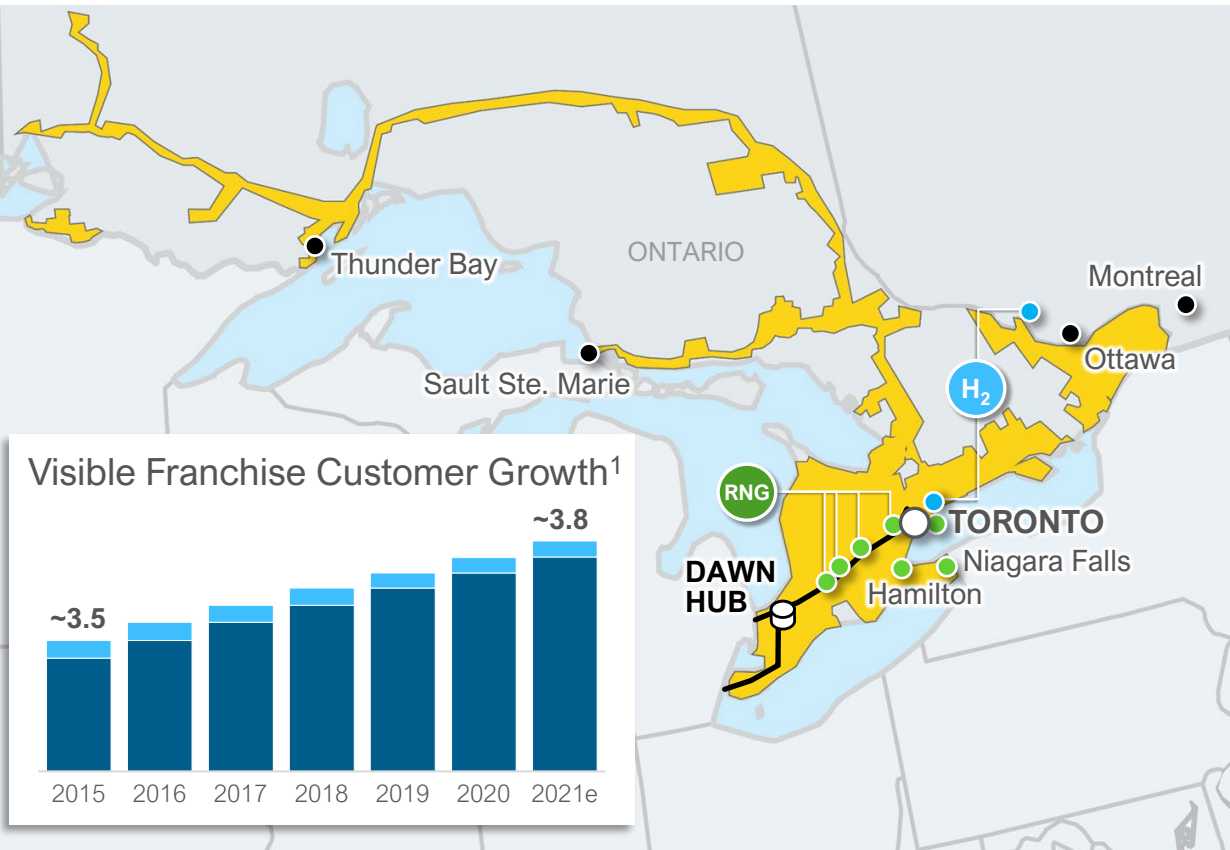 ONTARIO
Thunder Bay
Sault Ste. Marie
Montreal
Ottawa
H₂
RNG
TORONTO
Niagara Falls
Hamilton
DAWN
HUB
Visible Franchise Customer Growth¹
~3.5
~3.8
2015 2016 2017 2018 2019 2020 2021e